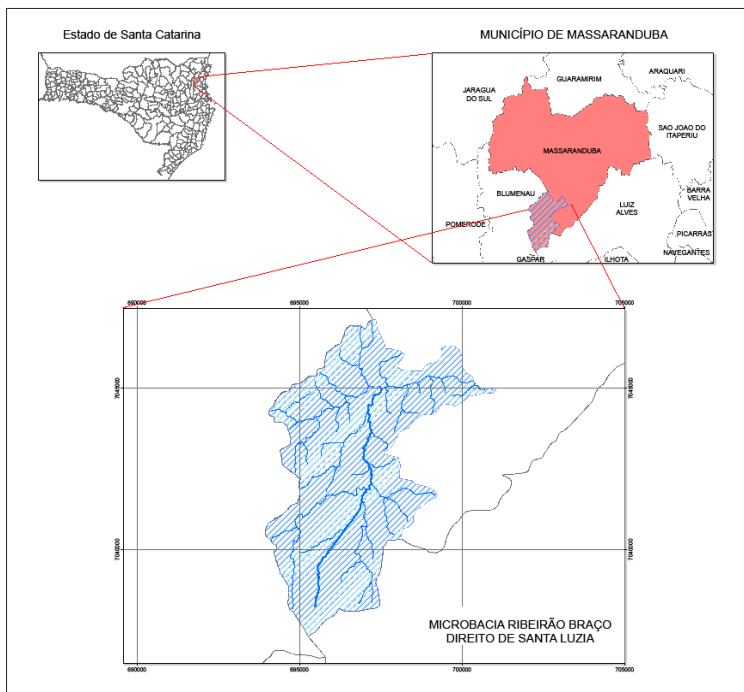 Estado de Santa Catarina
MUNICÍPIO DE MASSARANDUBA
GUARAMIRIM
ARAQUARI
JARAGUA
DO SUL
SAO JOAO DO
ITAPERIU
MASSARANDUBA
BLUMENAU
BARRA
VELHA
LUIZ
ALVES
POMERODE
PICARRAS
NAVEGANTES
GASPAR
ILHOTA
690000
695000
700000
705000
7045000
7045000
7040000
7040000
MICROBACIA RIBEIRÃO BRAÇO
DIREITO DE SANTA LUZIA
690000
695000
700000
705000